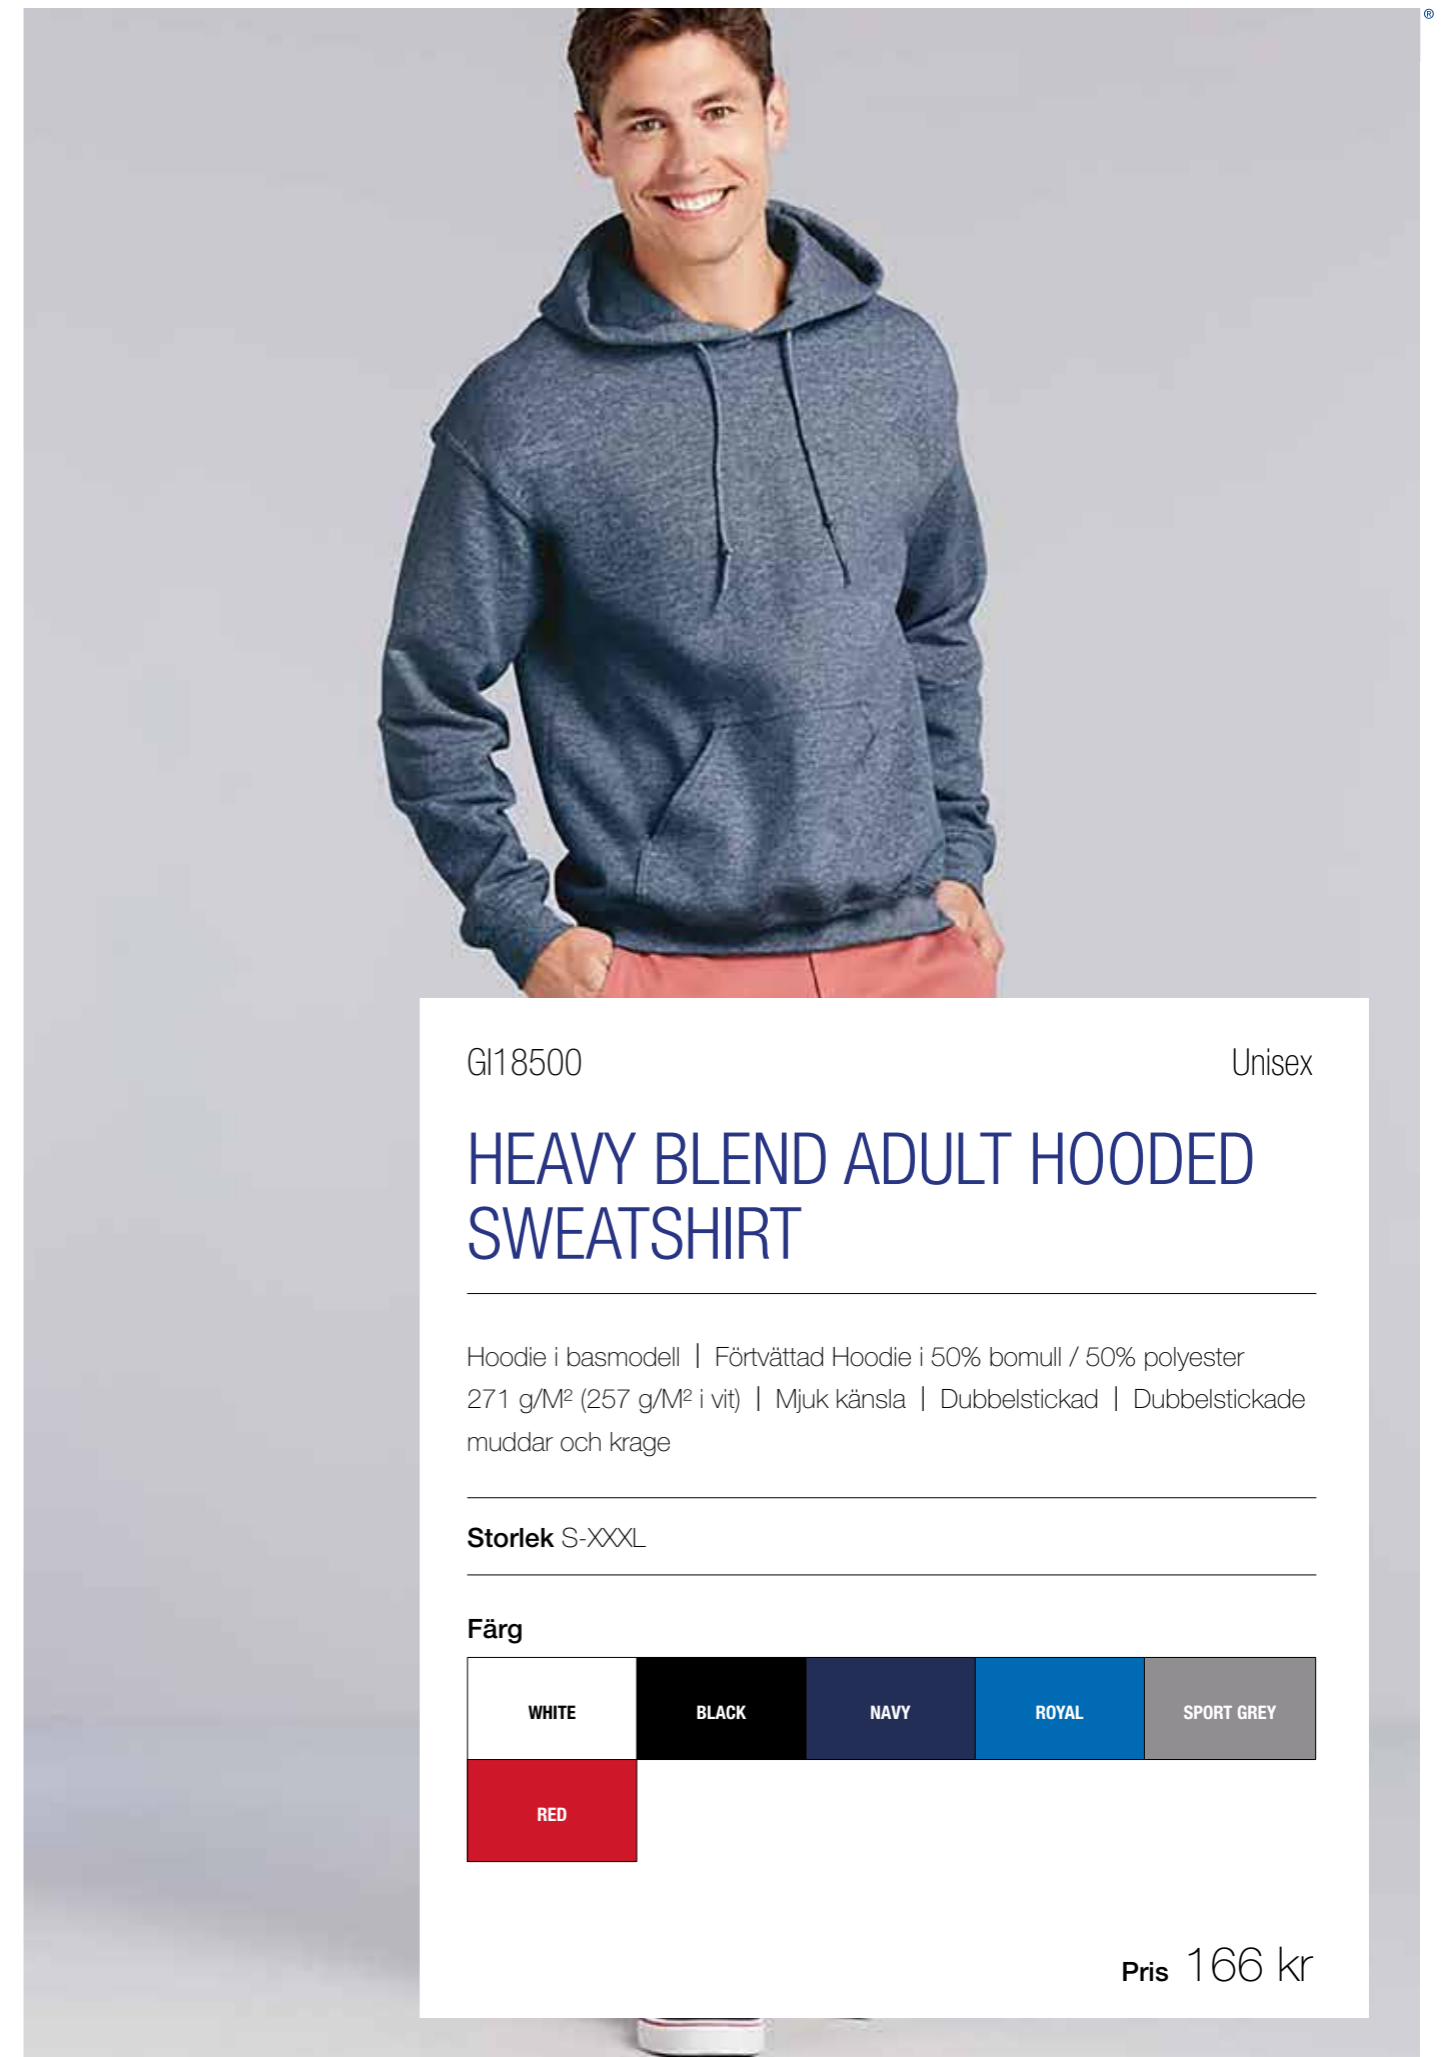 ®
GI18500 Unisex
HEAVY BLEND ADULT HOODED
SWEATSHIRT
Hoodie i basmodell | Förtvättad Hoodie i 50% bomull / 50% polyester
271 g/M² (257 g/M² i vit) | Mjuk känsla | Dubbelstickad | Dubbelstickade
muddar och krage
Storlek S-XXXL
Färg
WHITE BLACK NAVY ROYAL SPORT GREY
RED
Pris 166 kr